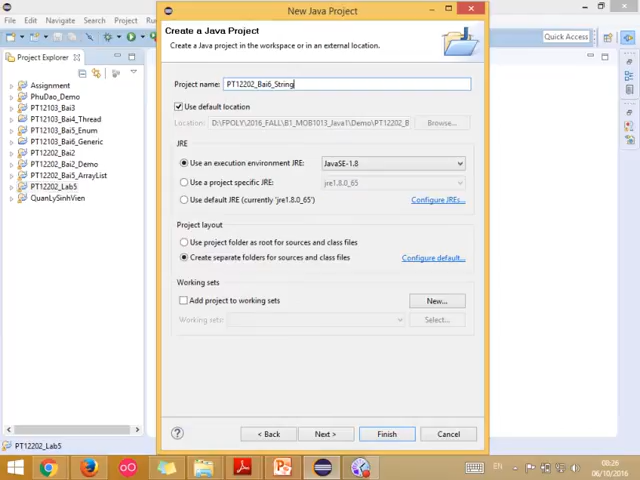 New Java Project
File Edit Navigate Search Project
Quick Access
Project Explorer
Assignment
PhuDao_Demo
PT12103_Bai3
PT12103_Bai4_Thread
PT12103_Bai5_Enum
PT12103_Bai6_Generic
PT12202_Bai2
PT12202_Bai2_Demo
PT12202_Bai5_ArrayList
PT12202_Lab5
QuanLySinhVien
Create a Java Project
Create a Java project in the workspace or in an external location.
Project name: PT12202_Bai6_String
Use default location
Location: D:\FPOLY\2016_FALL\B1_MOB1013_Java1\Demo\PT12202_B Browse...
JRE
Use an execution environment JRE: JavaSE-1.8
Use a project specific JRE: jre1.8.0_65
Use default JRE (currently 'jre1.8.0_65') Configure JREs...
Project layout
Use project folder as root for sources and class files
Create separate folders for sources and class files Configure default...
Working sets
Add project to working sets New...
Working sets: Select...
? < Back Next > Finish Cancel
PT12202_Lab5
EN 00:26
06/10/2016